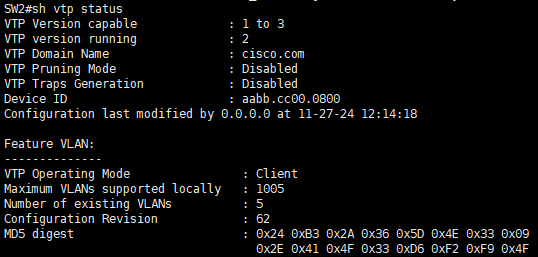 SW2#sh vtp status
VTP Version capable             : 1 to 3
VTP version running             : 2
VTP Domain Name                 : cisco.com
VTP Pruning Mode                : Disabled
VTP Traps Generation            : Disabled
Device ID                       : aabb.cc00.0800
Configuration last modified by 0.0.0.0 at 11-27-24 12:14:18
Feature VLAN:
--------------
VTP Operating Mode                : Client
Maximum VLANs supported locally   : 1005
Number of existing VLANs          : 5
Configuration Revision            : 62
MD5 digest                        : 0x24 0xB3 0x2A 0x36 0x5D 0x4E 0x33 0x09
                                    0x2E 0x41 0x4F 0x33 0xD6 0xF2 0xF9 0x4F